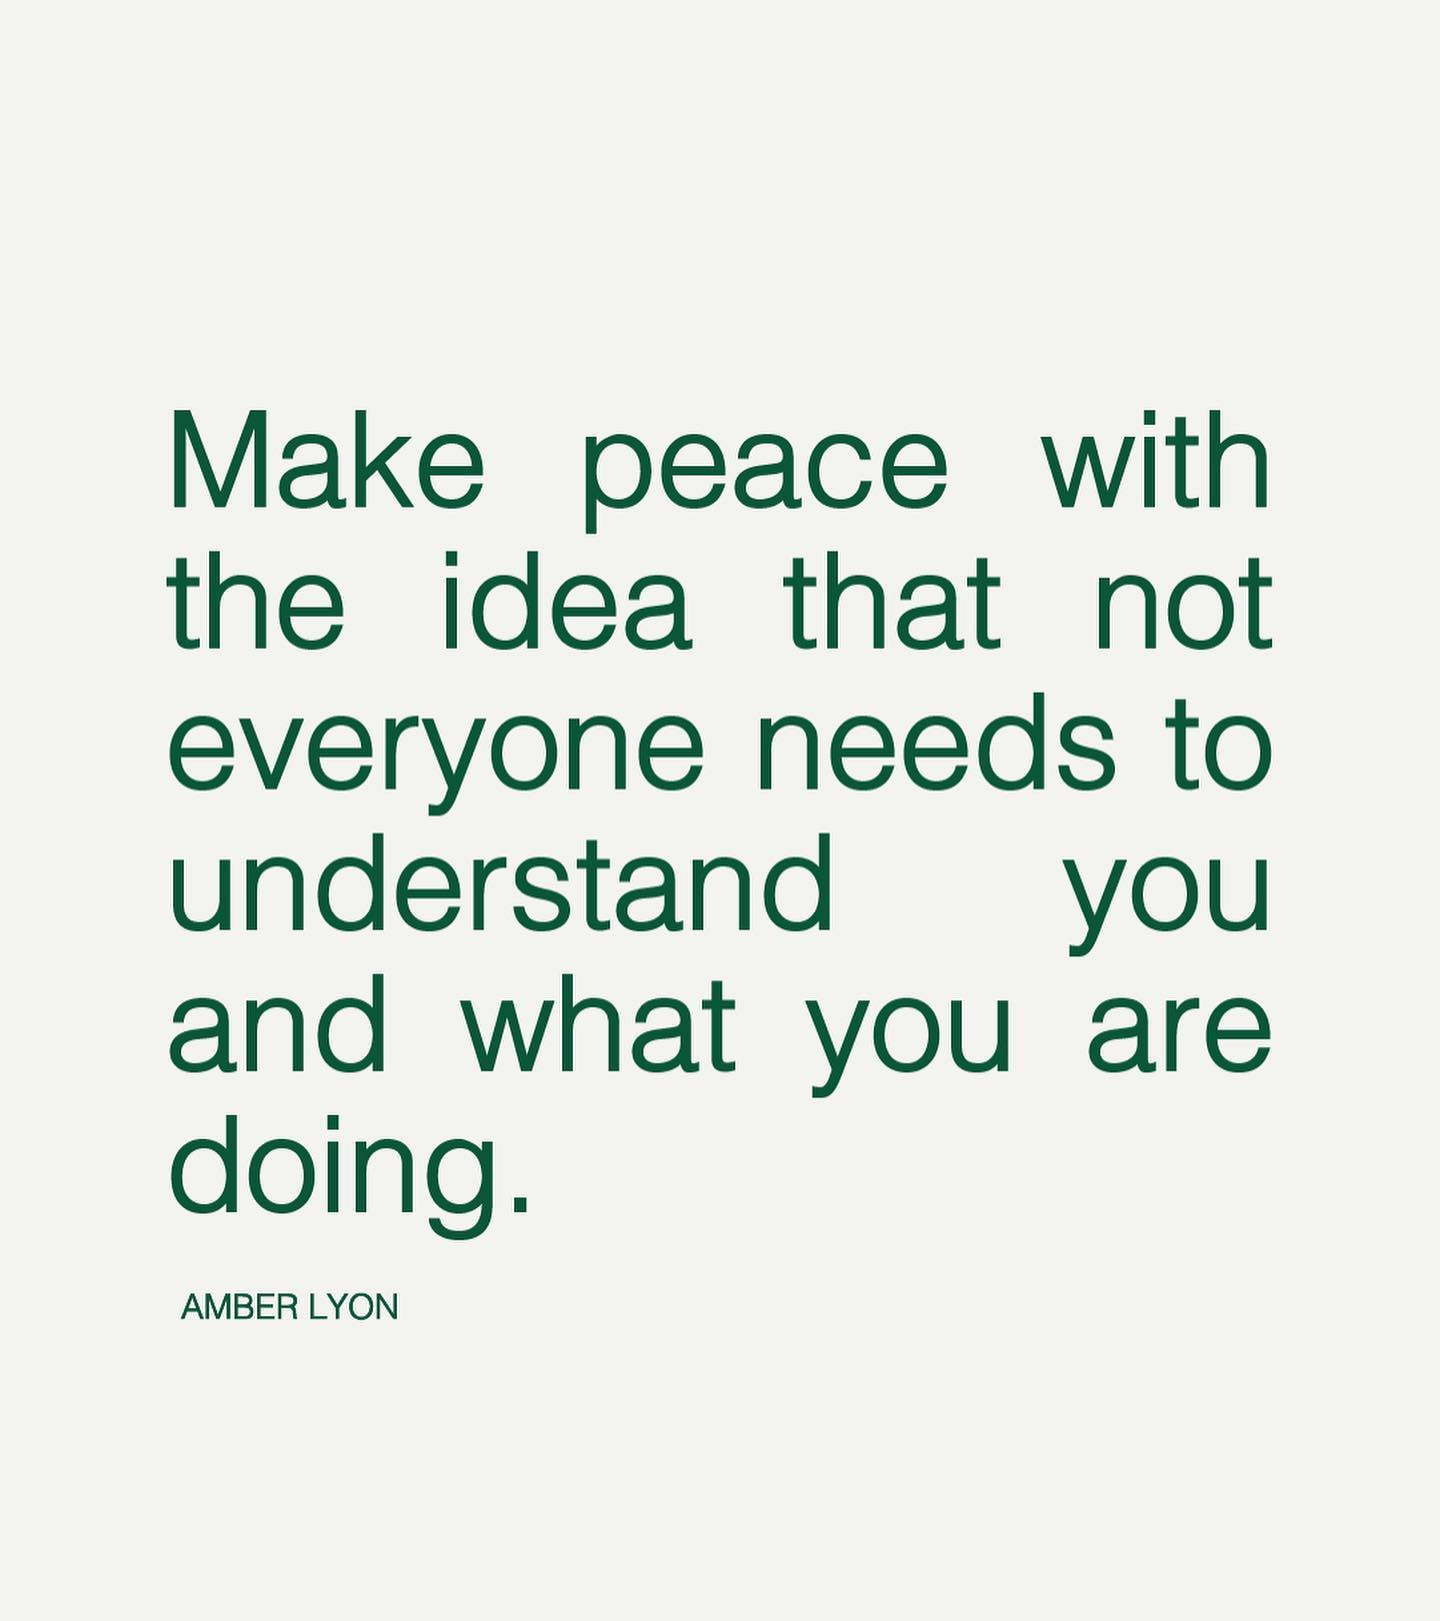 Make peace with
the idea that not
everyone needs to
understand you
and what you are
doing.
AMBER LYON